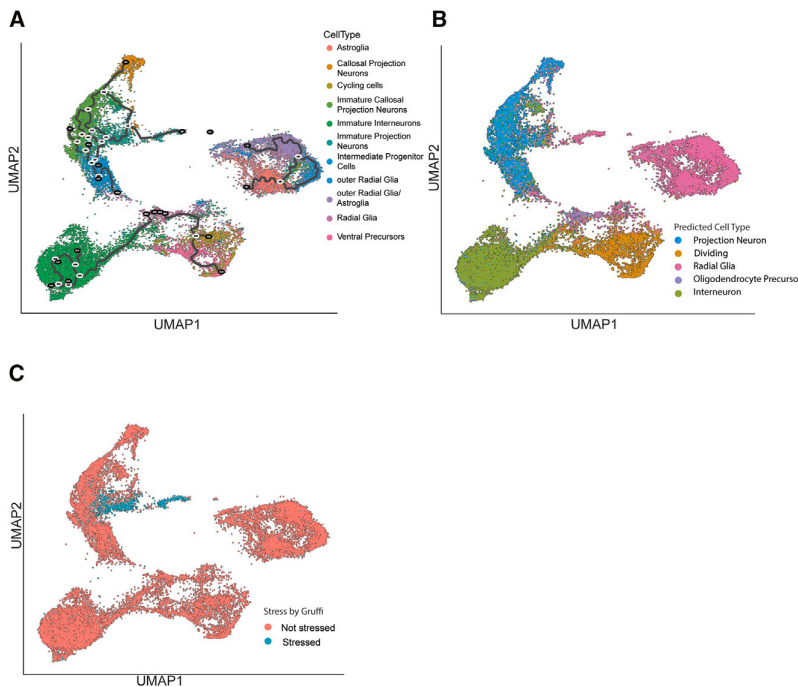 A
CellType
Astroglia
Callosal Projection
Neurons
Cycling cells
Immature Callosal
Projection Neurons
Immature Interneurons
Immature Projection
Neurons
Intermediate Progenitor
Cells
outer Radial Glia
outer Radial Glia/
Astroglia
Radial Glia
Ventral Precursors
UMAP2
UMAP1
B
Predicted Cell Type
Projection Neuron
Dividing
Radial Glia
Oligodendrocyte Precurso
Interneuron
UMAP2
UMAP1
C
Stress by Gruffi
Not stressed
Stressed
UMAP2
UMAP1